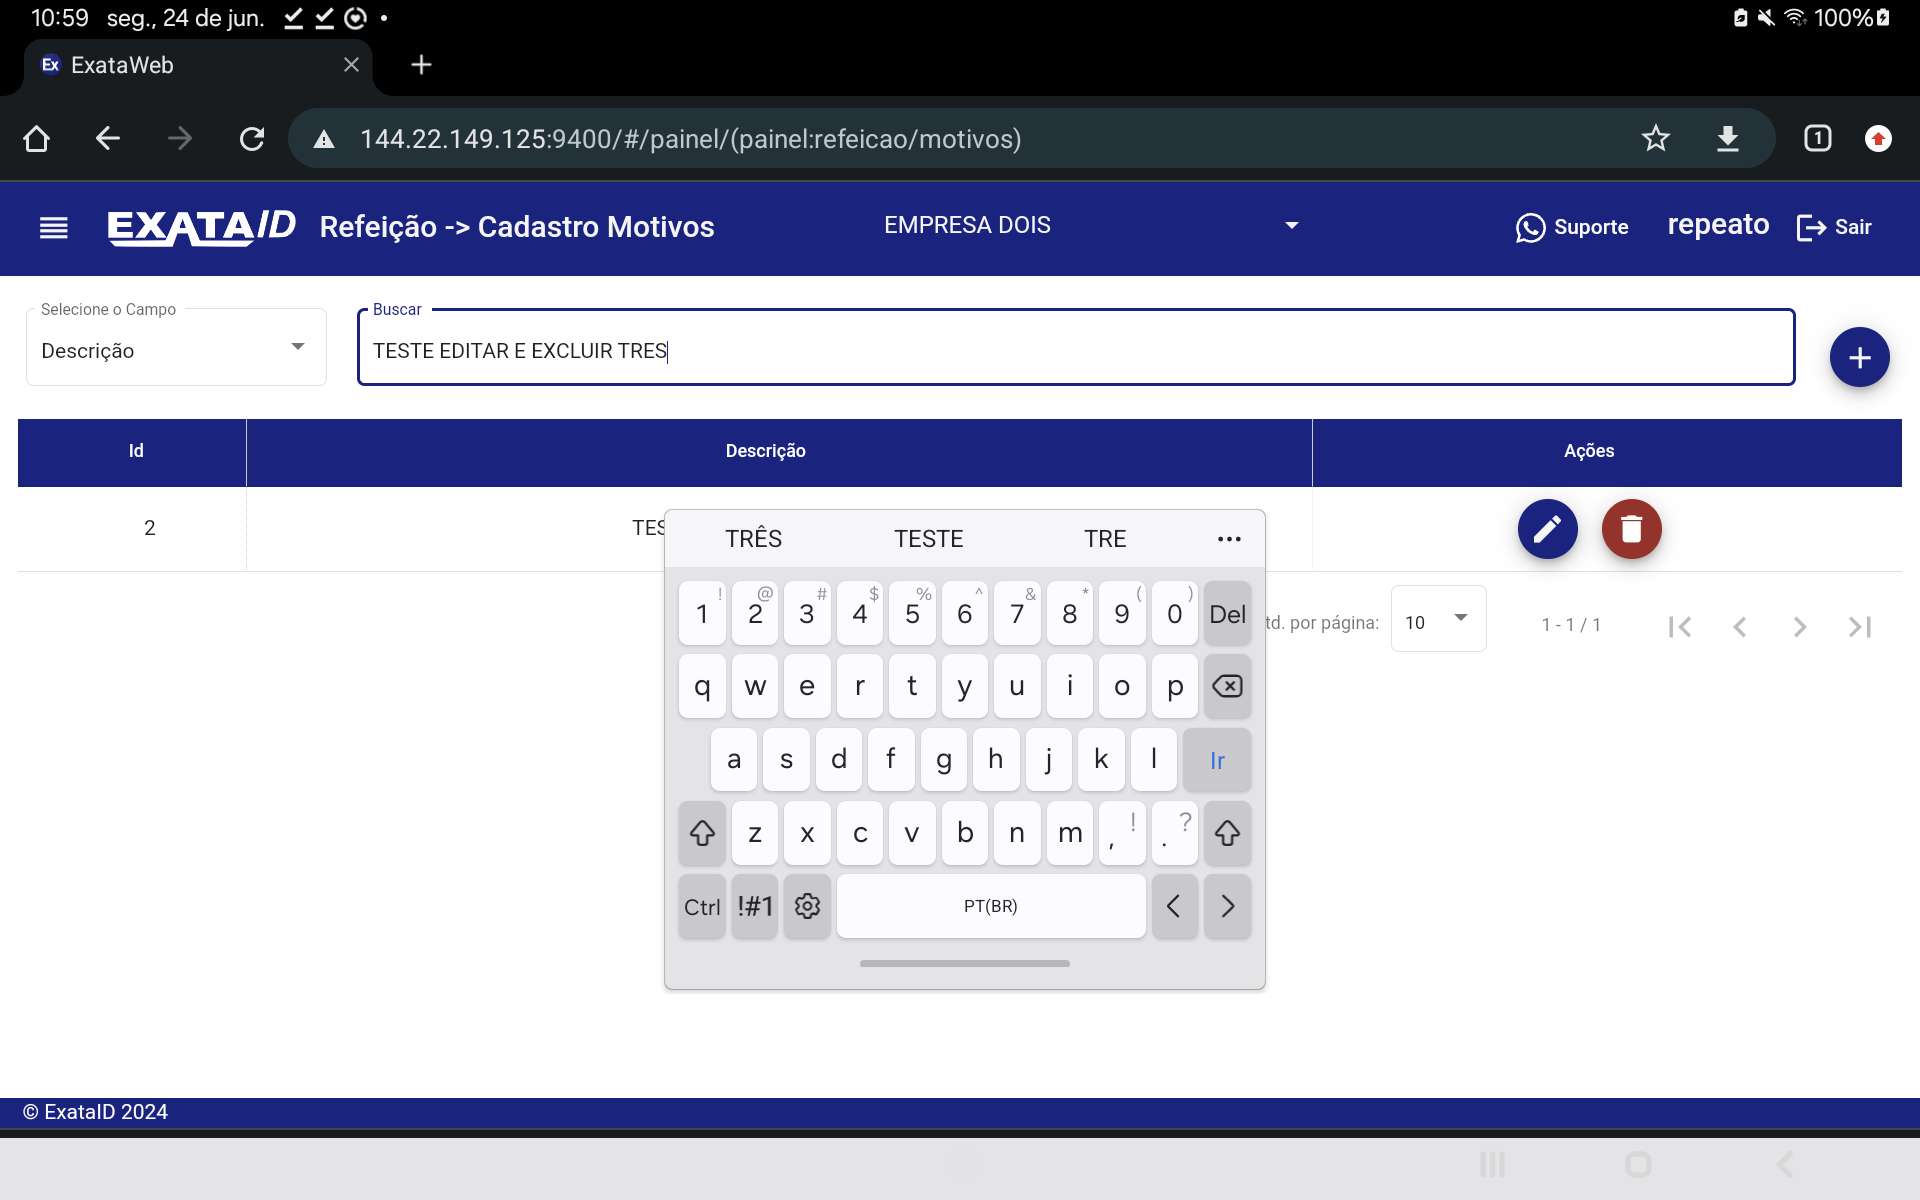 10:59 seg., 24 de jun. 100%
Ex ExataWeb
144.22.149.125:9400/#/painel/(painel:refeicao/motivos) 1
EXATAID Refeição -> Cadastro Motivos EMPRESA DOIS Suporte repeato Sair
Selecione o Campo Buscar
Descrição TESTE EDITAR E EXCLUIR TRES
Id Descrição Ações
2 TES
TRÊS TESTE TRE
! @ # $ % ^ & * ( )
1 2 3 4 5 6 7 8 9 0 Del
td. por página: 10 1 - 1 / 1
q w e r t y u i o p
a s d f g h j k l Ir
z x c v b n m , ! . ?
Ctrl !#1 PT(BR) < >
© ExataID 2024